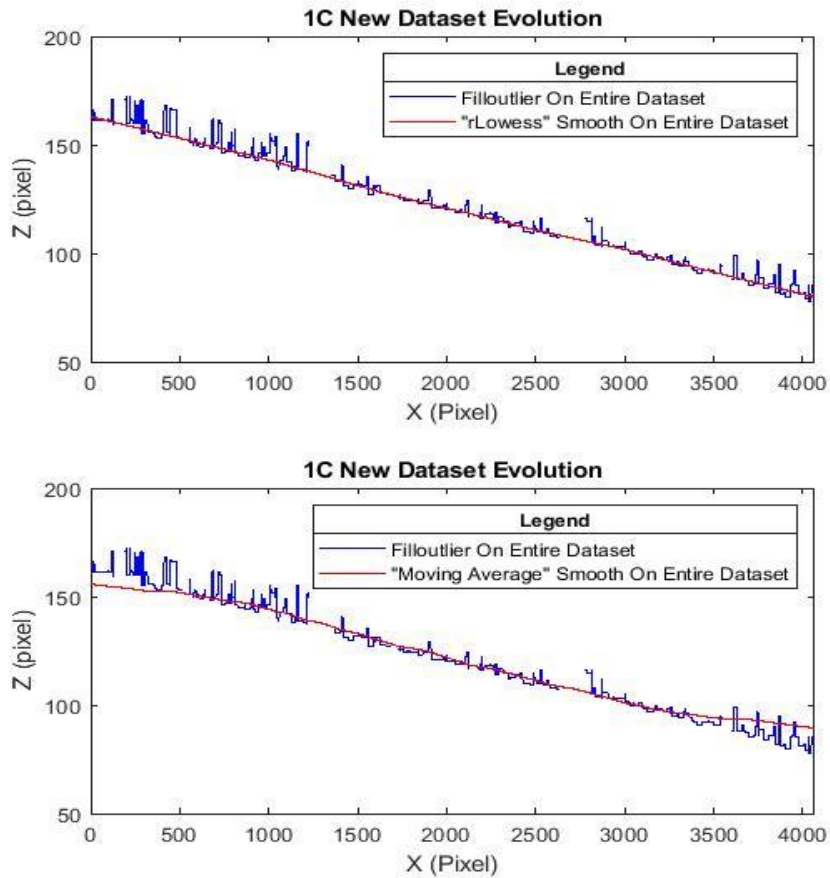 1C New Dataset Evolution
200
150
100
50
Z (pixel)
Legend
Filloutlier On Entire Dataset
"rLowess" Smooth On Entire Dataset
0 500 1000 1500 2000 2500 3000 3500 4000
X (Pixel)
1C New Dataset Evolution
200
150
100
50
Z (pixel)
Legend
Filloutlier On Entire Dataset
"Moving Average" Smooth On Entire Dataset
0 500 1000 1500 2000 2500 3000 3500 4000
X (Pixel)